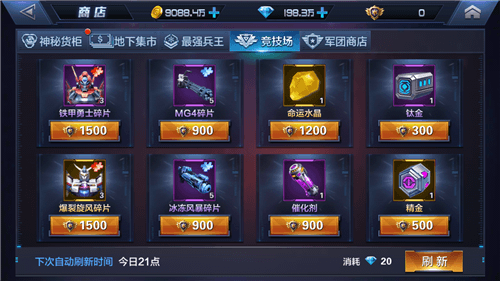 商店
9088.4万
198.3万
0
神秘货柜
地下集市
最强兵王
竞技场
军团商店
3
5
1
1
铁甲勇士碎片
MG4碎片
命运水晶
钛金
1500
900
1200
300
3
5
1
1
爆裂旋风碎片
冰冻风暴碎片
催化剂
精金
1500
900
900
500
下次自动刷新时间 今日21点
消耗 20
刷新